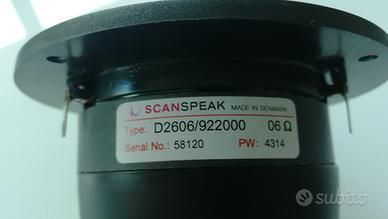 SCANSPEAK MADE IN DENMARK
Type: D2606/922000 06 Ω
Serial No.: 58120 PW: 4314
subito